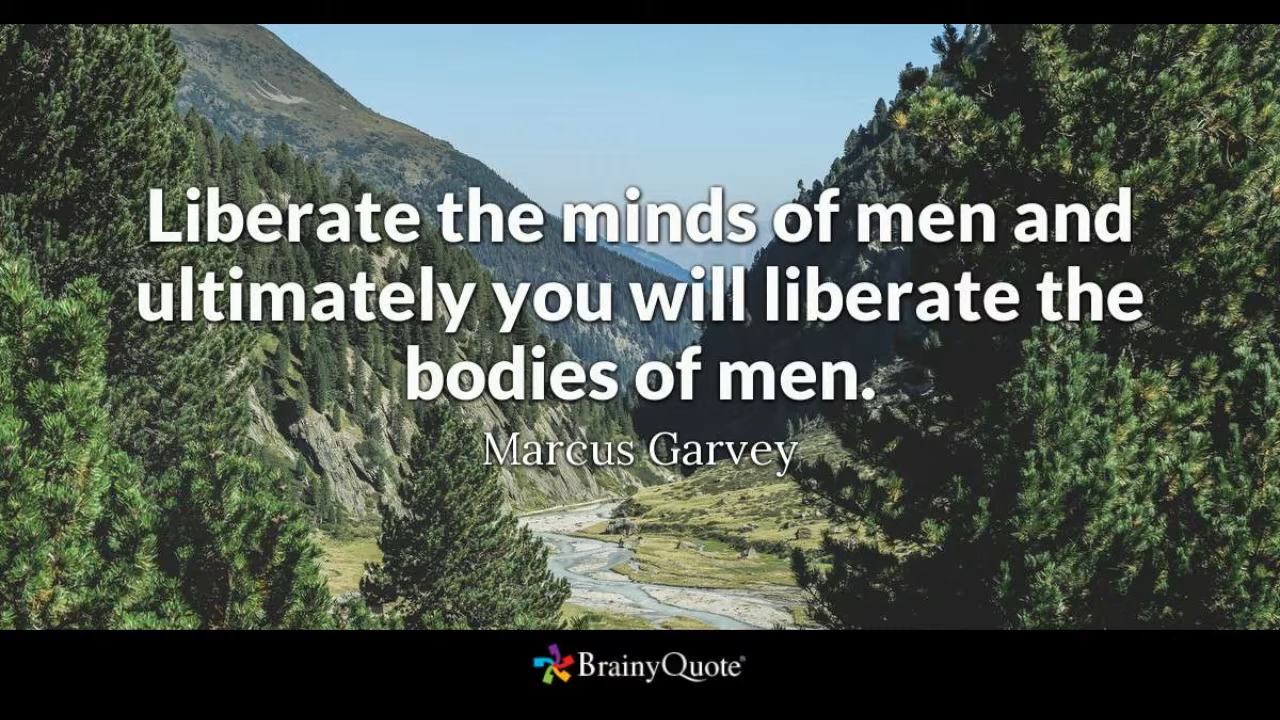 Liberate the minds of men and
ultimately you will liberate the
bodies of men.
Marcus Garvey
BrainyQuote®